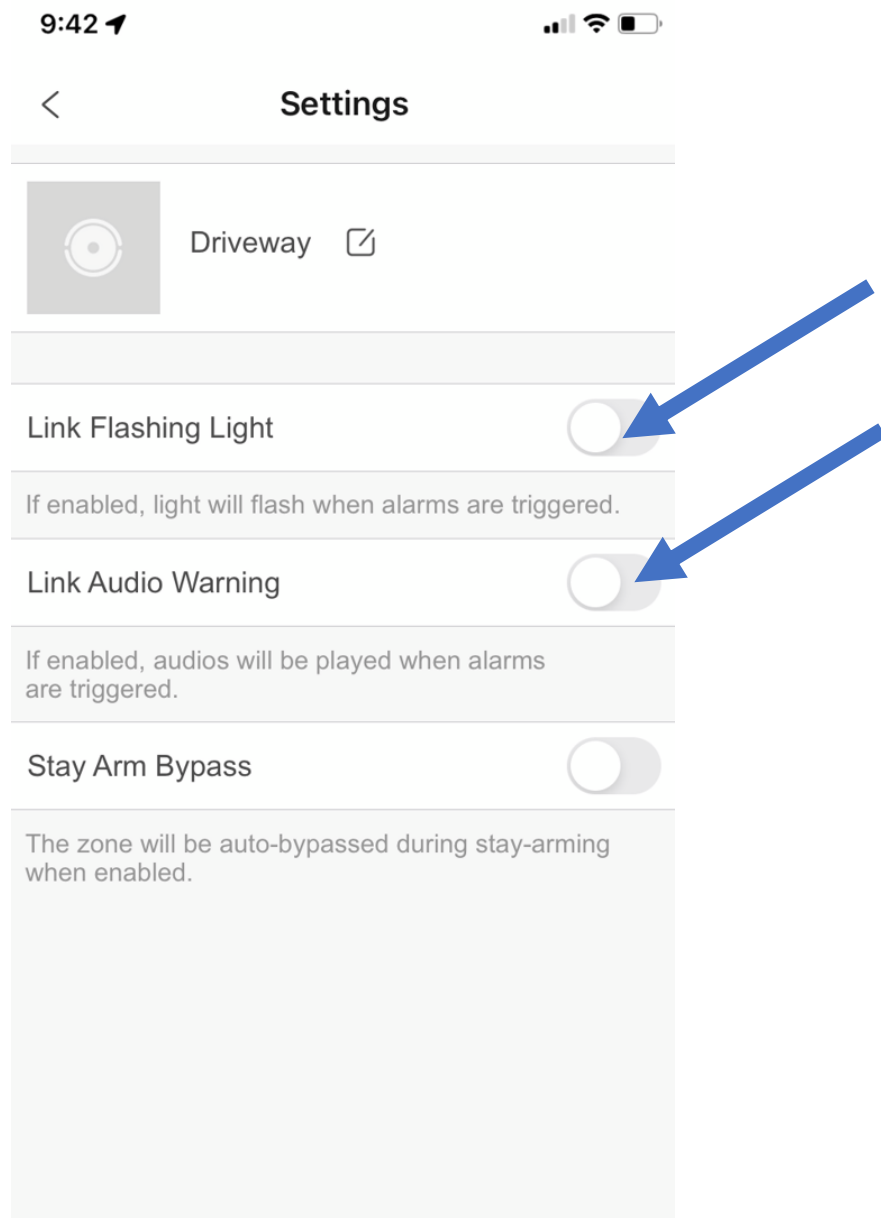 9:42
Settings
Driveway
Link Flashing Light
If enabled, light will flash when alarms are triggered.
Link Audio Warning
If enabled, audios will be played when alarms
are triggered.
Stay Arm Bypass
The zone will be auto-bypassed during stay-arming
when enabled.